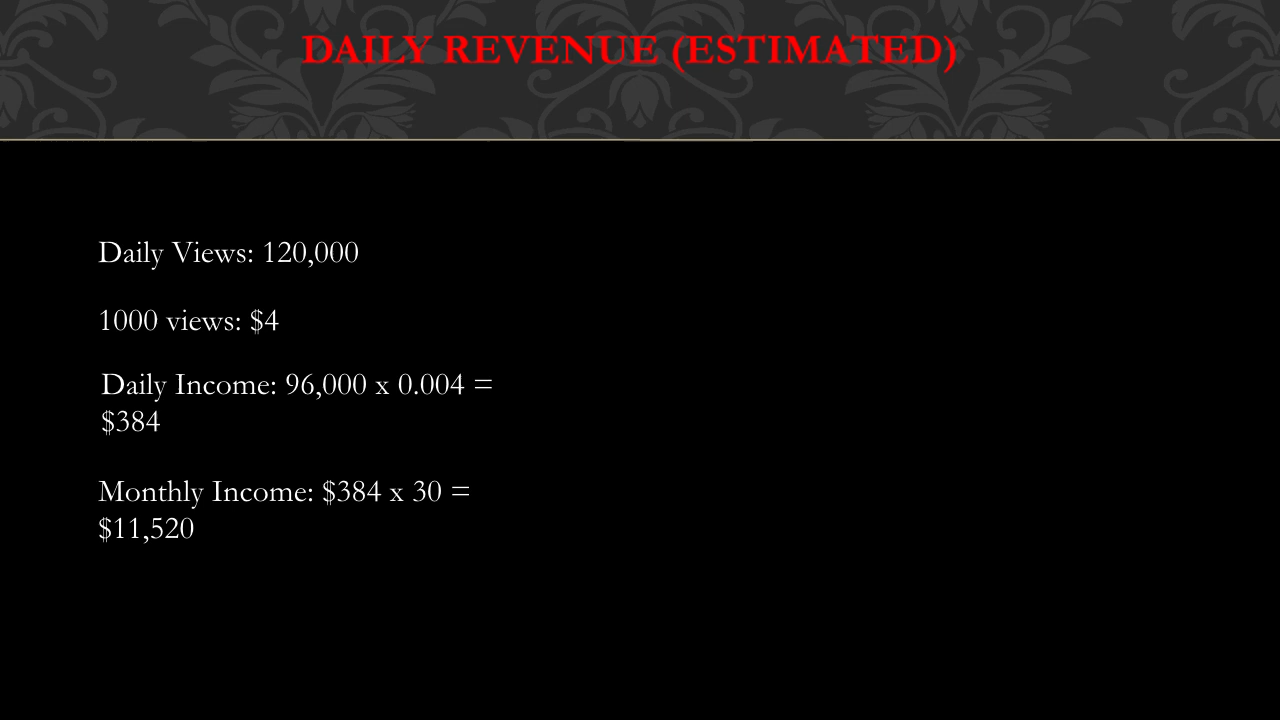 DAILY REVENUE (ESTIMATED)
Daily Views: 120,000
1000 views: $4
Daily Income: 96,000 x 0.004 =
$384
Monthly Income: $384 x 30 =
$11,520